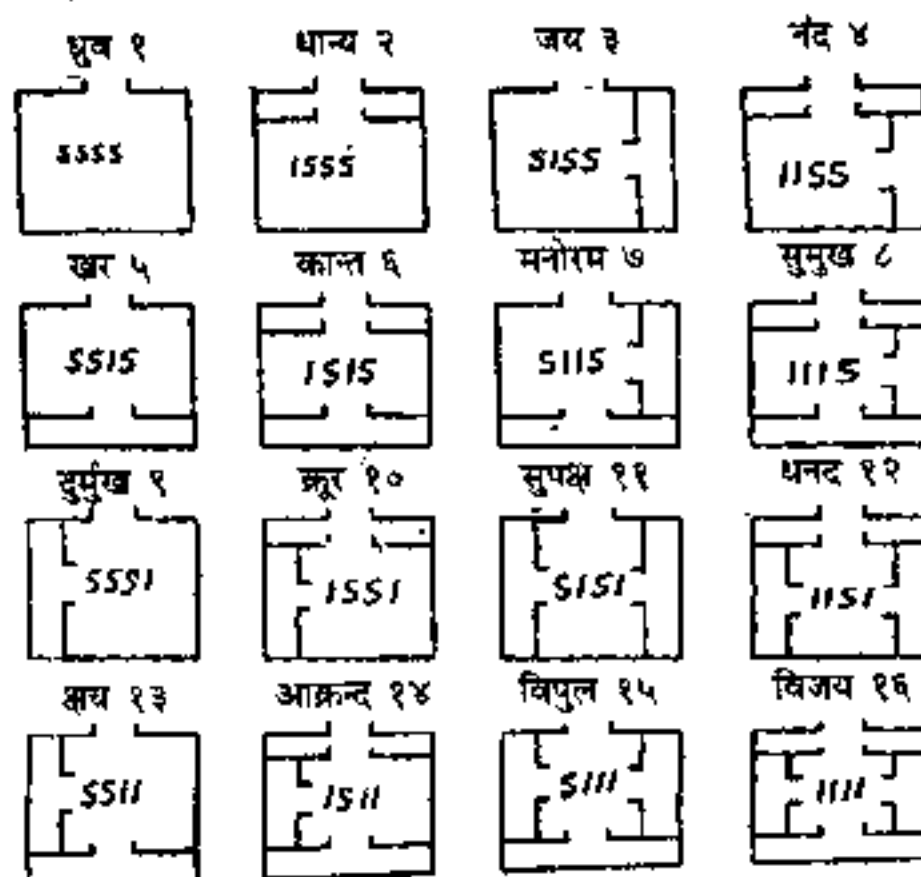 ध्रुव १ धान्य २ जय ३ नंद ४
ssss ISSS SISS IISS
खर ५ कान्त ६ मनोरम ७ सुमुख ८
SSIS ISIS SIIS IIIS
दुर्मुख ९ क्रूर १० सुपक्ष ११ धनद १२
SSSI ISSI SISI IISI
क्षय १३ आक्रन्द १४ विपुल १५ विजय १६
SSII ISII SIII IIII